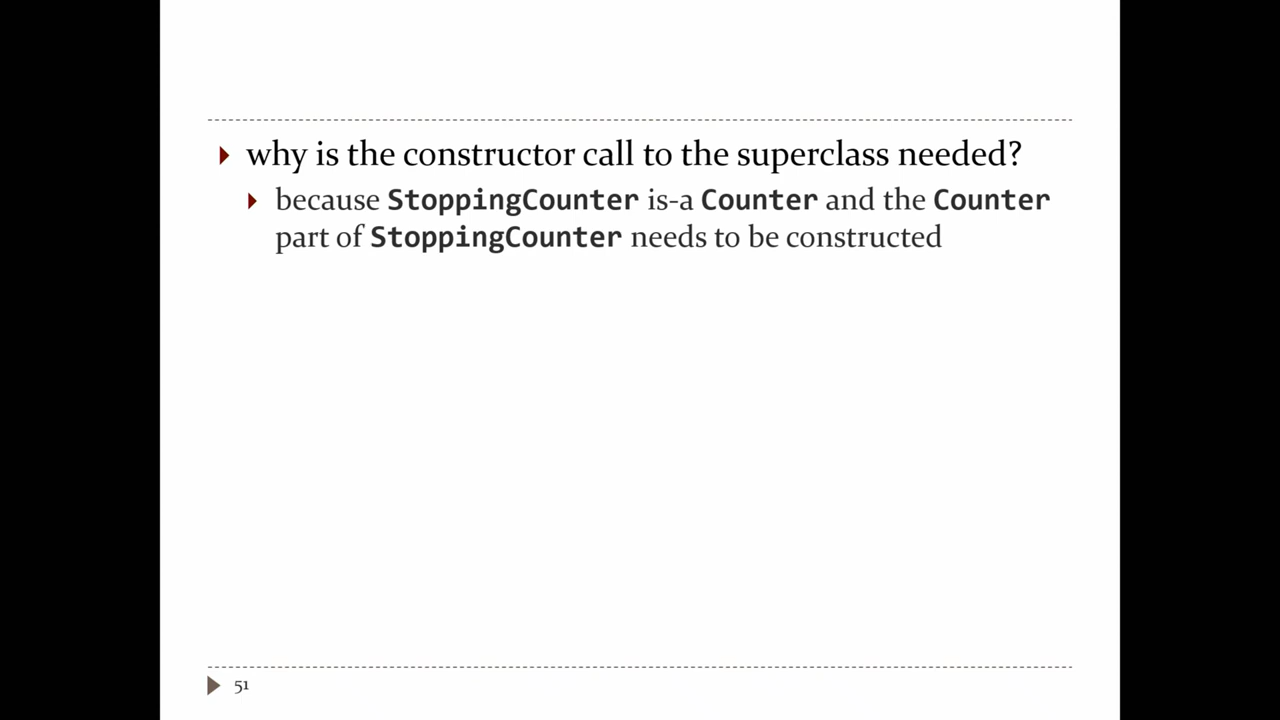 why is the constructor call to the superclass needed?
because StoppingCounter is-a Counter and the Counter
part of StoppingCounter needs to be constructed
51